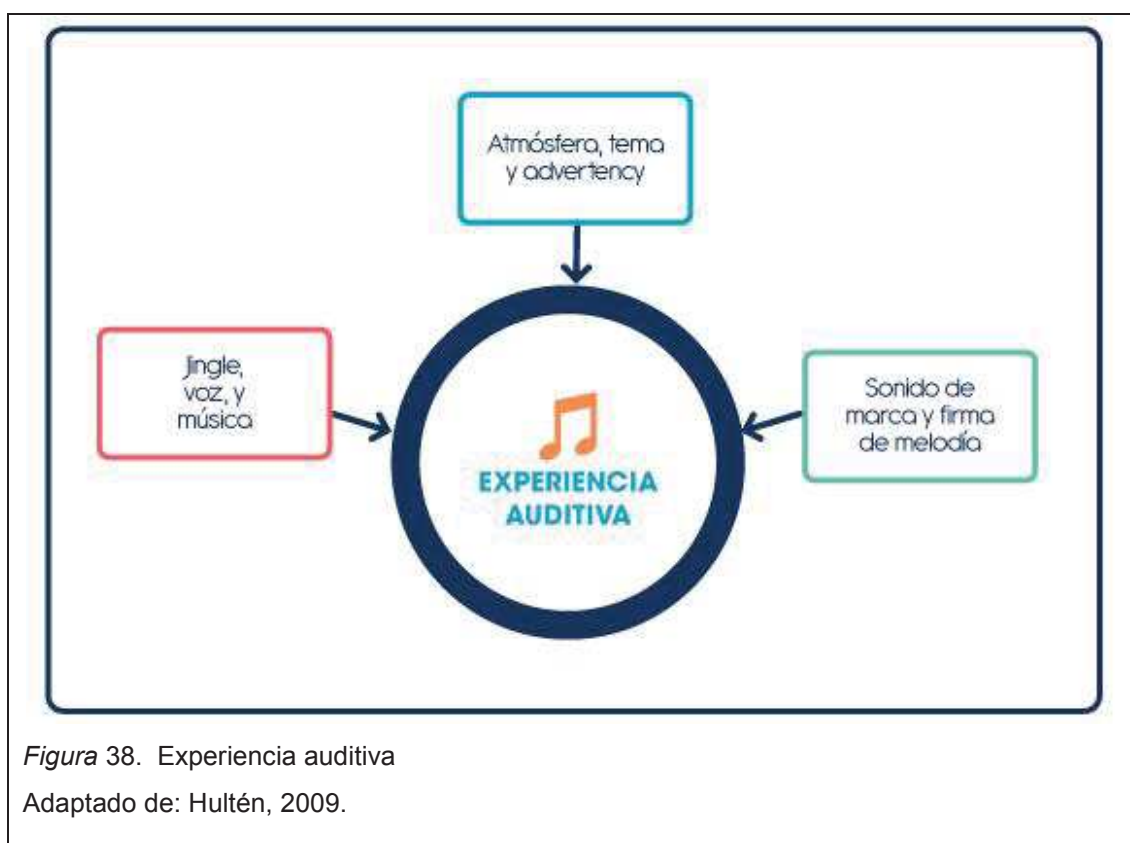 Atmósfera, tema
y advertency
Jingle,
voz, y
música
EXPERIENCIA
AUDITIVA
Sonido de
marca y firma
de melodía
Figura 38. Experiencia auditiva
Adaptado de: Hultén, 2009.